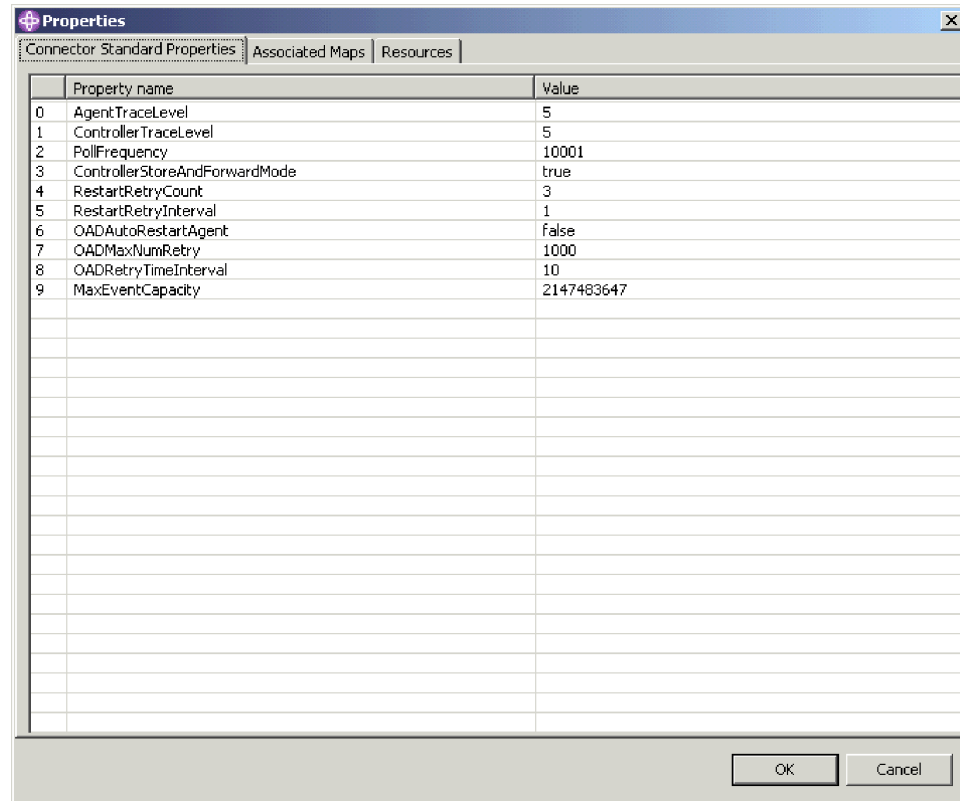 Properties
Connector Standard Properties Associated Maps Resources
Property name Value
0 AgentTraceLevel 5
1 ControllerTraceLevel 5
2 PollFrequency 10001
3 ControllerStoreAndForwardMode true
4 RestartRetryCount 3
5 RestartRetryInterval 1
6 OADAutoRestartAgent false
7 OADMaxNumRetry 1000
8 OADRetryTimeInterval 10
9 MaxEventCapacity 2147483647
OK Cancel